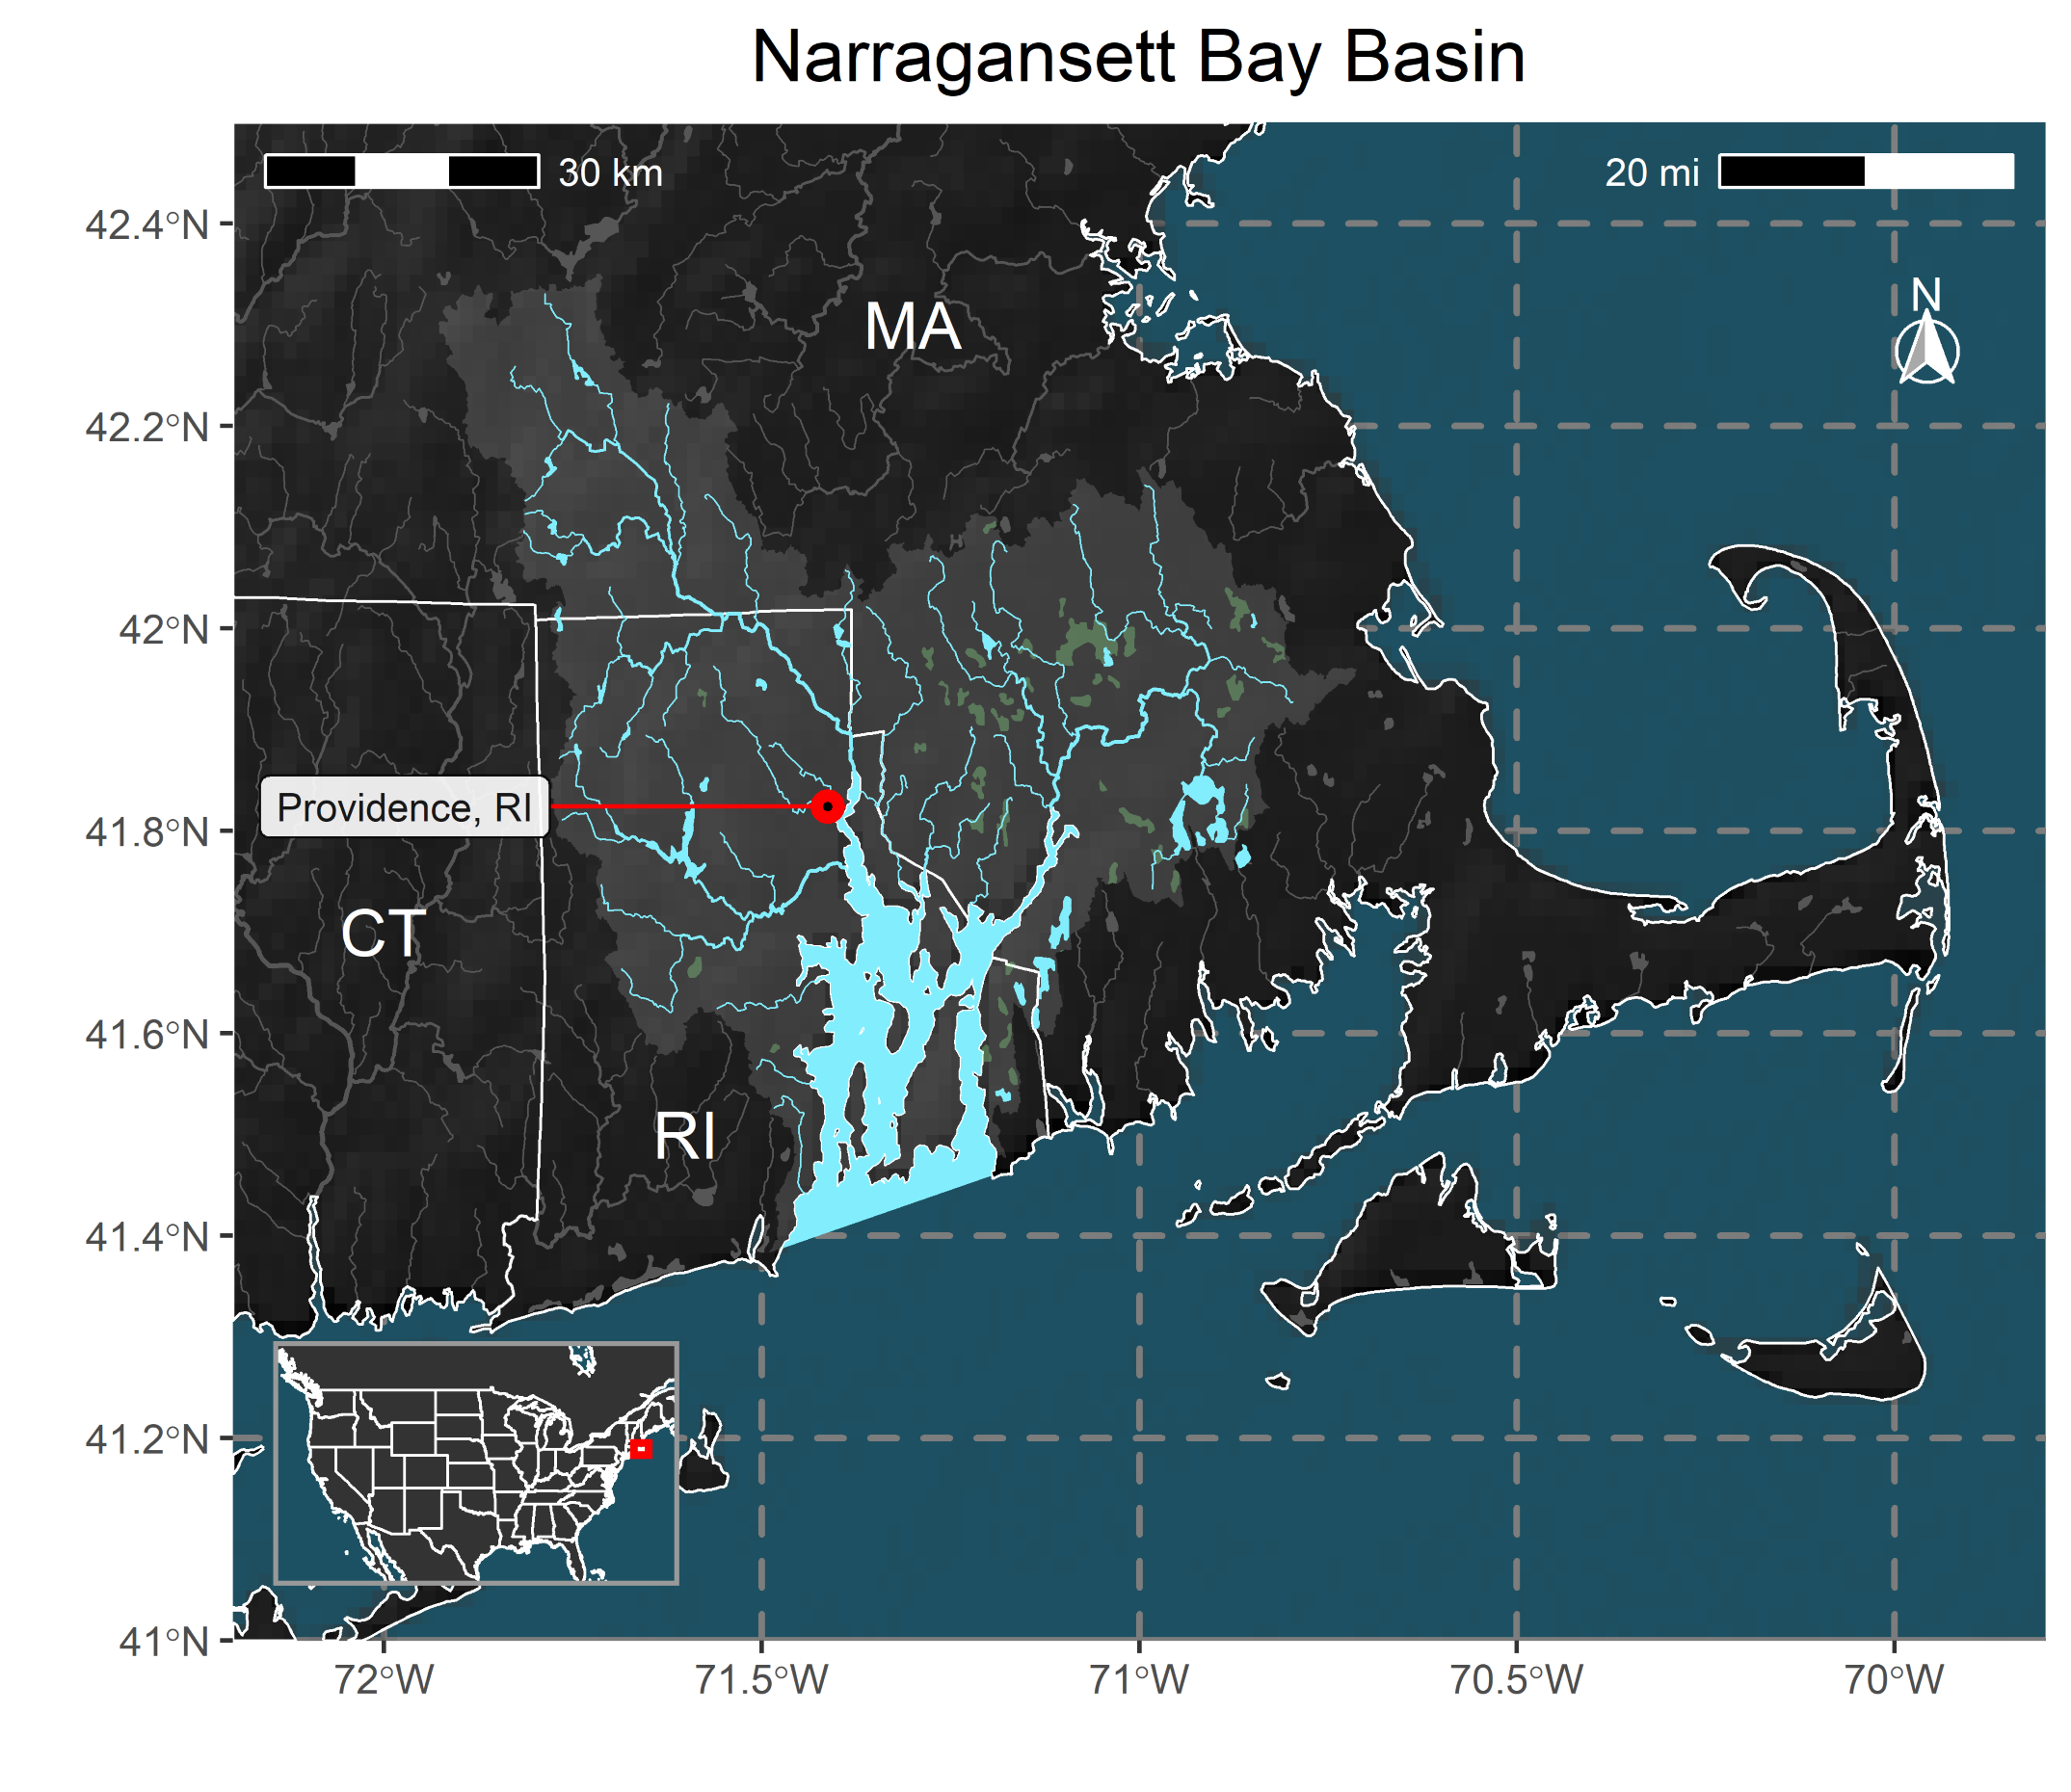 Narragansett Bay Basin
30 km
20 mi
42.4°N
N
MA
42.2°N
42°N
Providence, RI
41.8°N
CT
41.6°N
RI
41.4°N
41.2°N
41°N
72°W
71.5°W
71°W
70.5°W
70°W